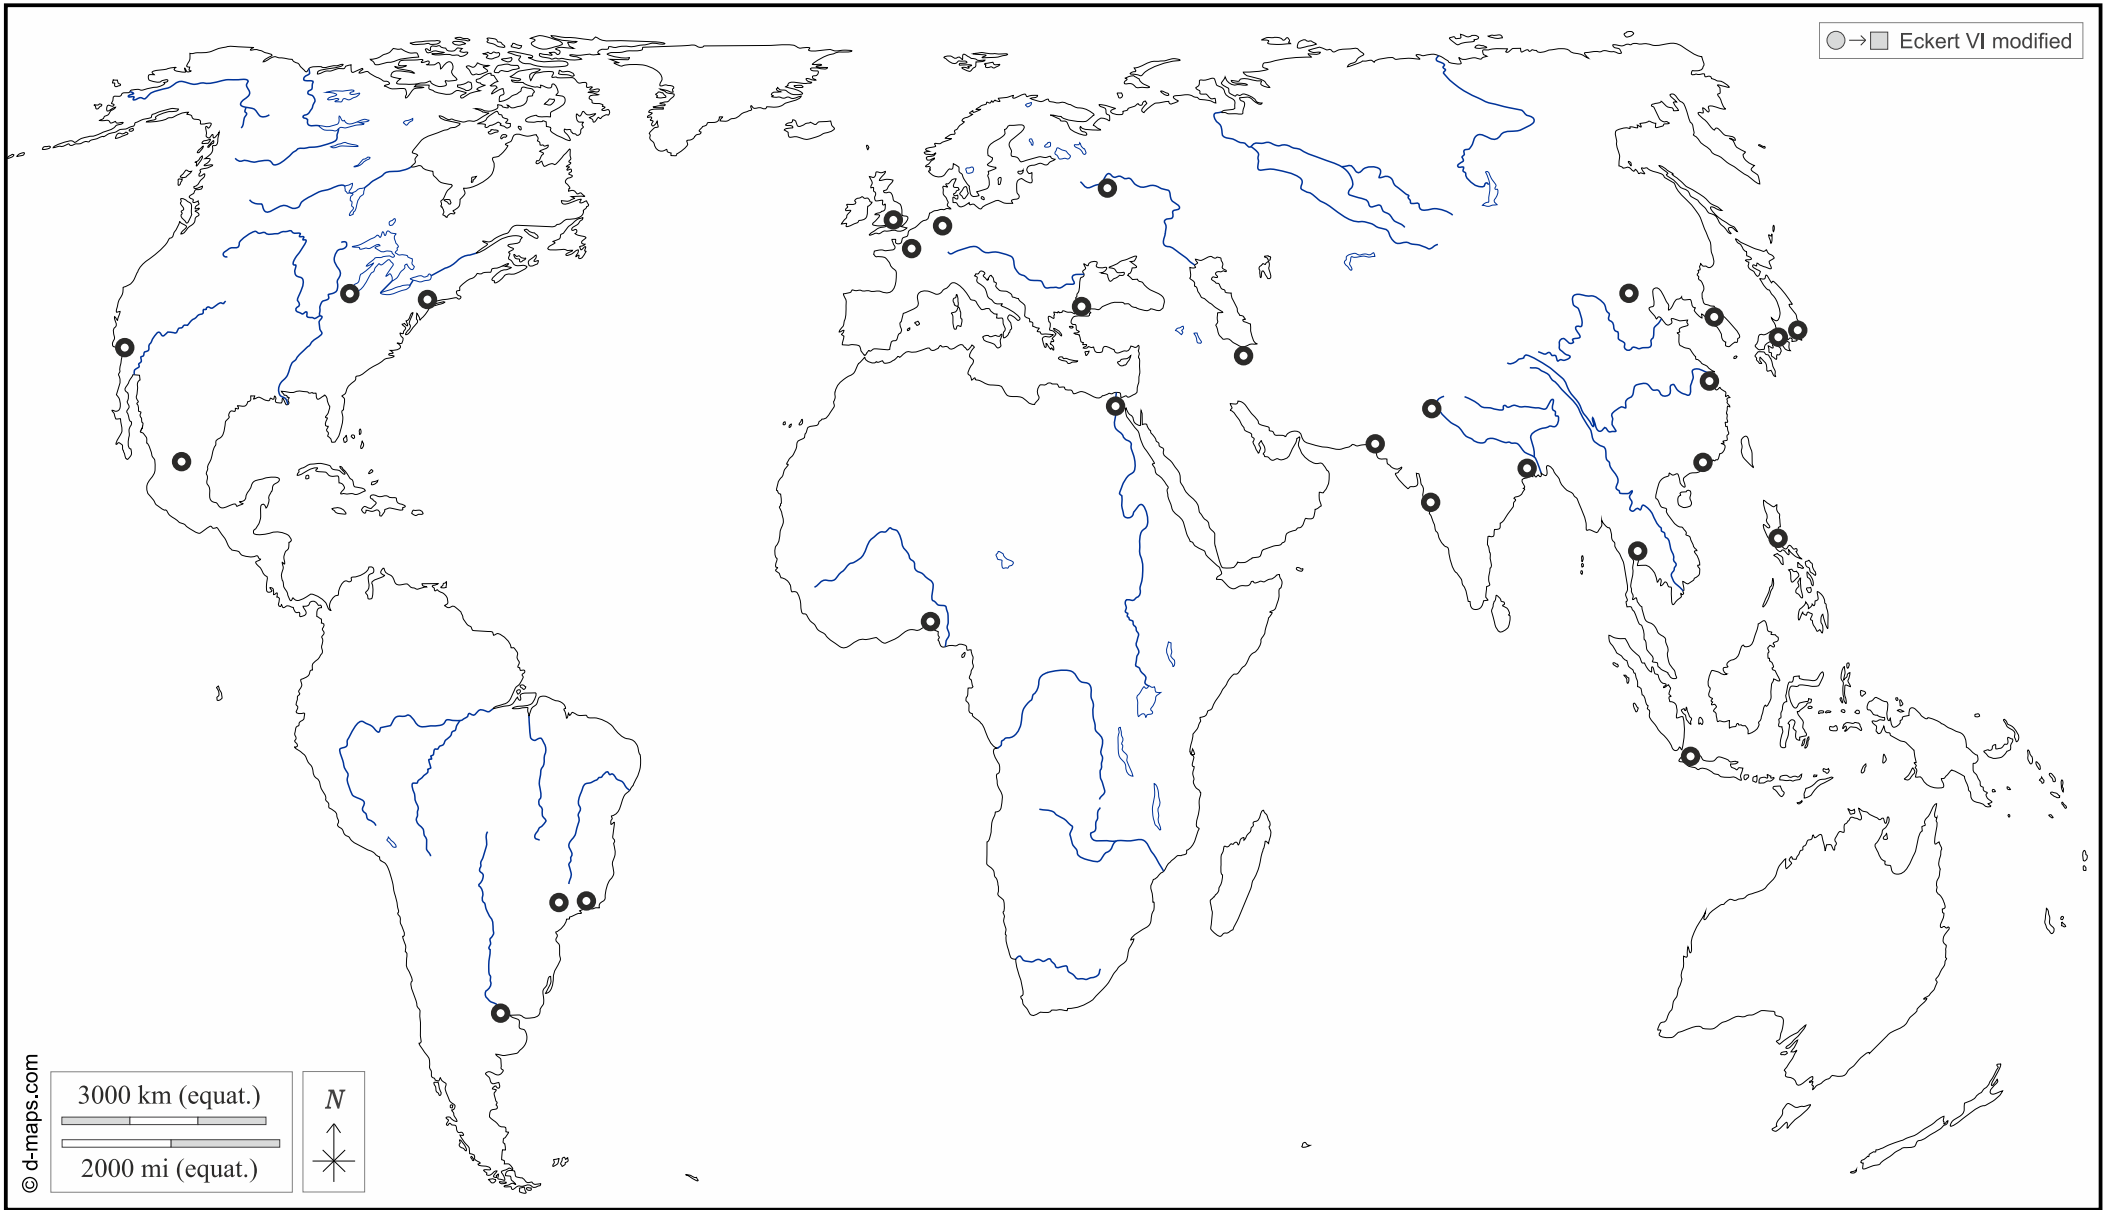 Eckert VI modified
3000 km (equat.)
2000 mi (equat.)
N
© d-maps.com